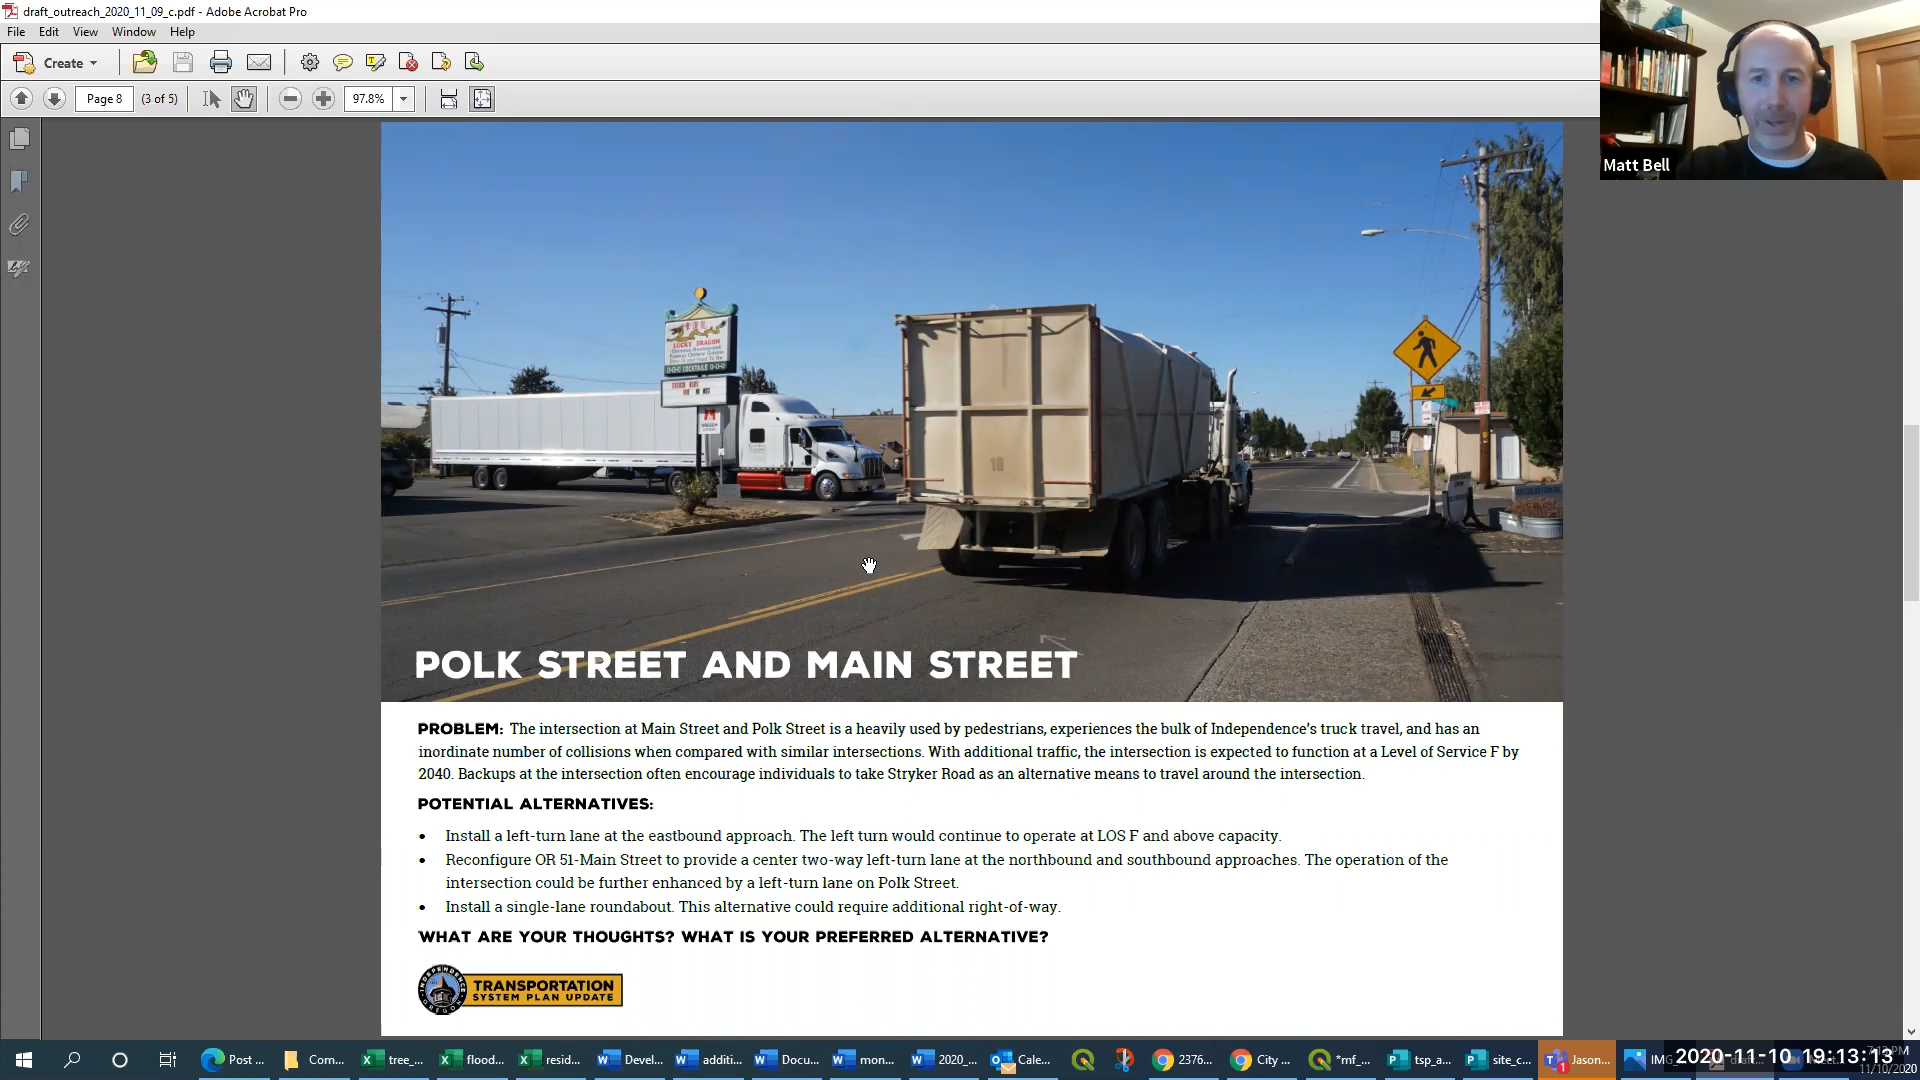 draft_outreach_2020_11_09_c.pdf - Adobe Acrobat Pro
File Edit View Window Help
Create
Page 8 (3 of 5) 97.8%
Matt Bell
LUCKY DRAGON
COCKTAILS
18
POLK STREET AND MAIN STREET
PROBLEM: The intersection at Main Street and Polk Street is a heavily used by pedestrians, experiences the bulk of Independence's truck travel, and has an
inordinate number of collisions when compared with similar intersections. With additional traffic, the intersection is expected to function at a Level of Service F by
2040. Backups at the intersection often encourage individuals to take Stryker Road as an alternative means to travel around the intersection.
POTENTIAL ALTERNATIVES:
• Install a left-turn lane at the eastbound approach. The left turn would continue to operate at LOS F and above capacity.
• Reconfigure OR 51-Main Street to provide a center two-way left-turn lane at the northbound and southbound approaches. The operation of the
intersection could be further enhanced by a left-turn lane on Polk Street.
• Install a single-lane roundabout. This alternative could require additional right-of-way.
WHAT ARE YOUR THOUGHTS? WHAT IS YOUR PREFERRED ALTERNATIVE?
INDEPENDENCE OREGON
TRANSPORTATION
SYSTEM PLAN UPDATE
Post ... Com... tree_... flood... resid... Devel... additi... Docu... mon... 2020_... Cale... 2376... City ... *mf_... tsp_a... site_c... Jason... IMG
2020-11-10 19:13:13
11/10/2020